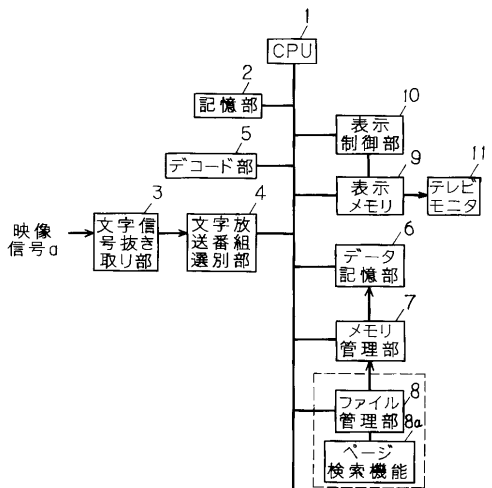 1
CPU
2
記憶部
10
表示
制御部
5
デコード部
9
表示
メモリ
11
テレビ
モニタ
映像
信号a
3
文字信
号抜き
取り部
4
文字放
送番組
選別部
6
データ
記憶部
7
メモリ
管理部
8
ファイル
管理部
8a
ページ
検索機能